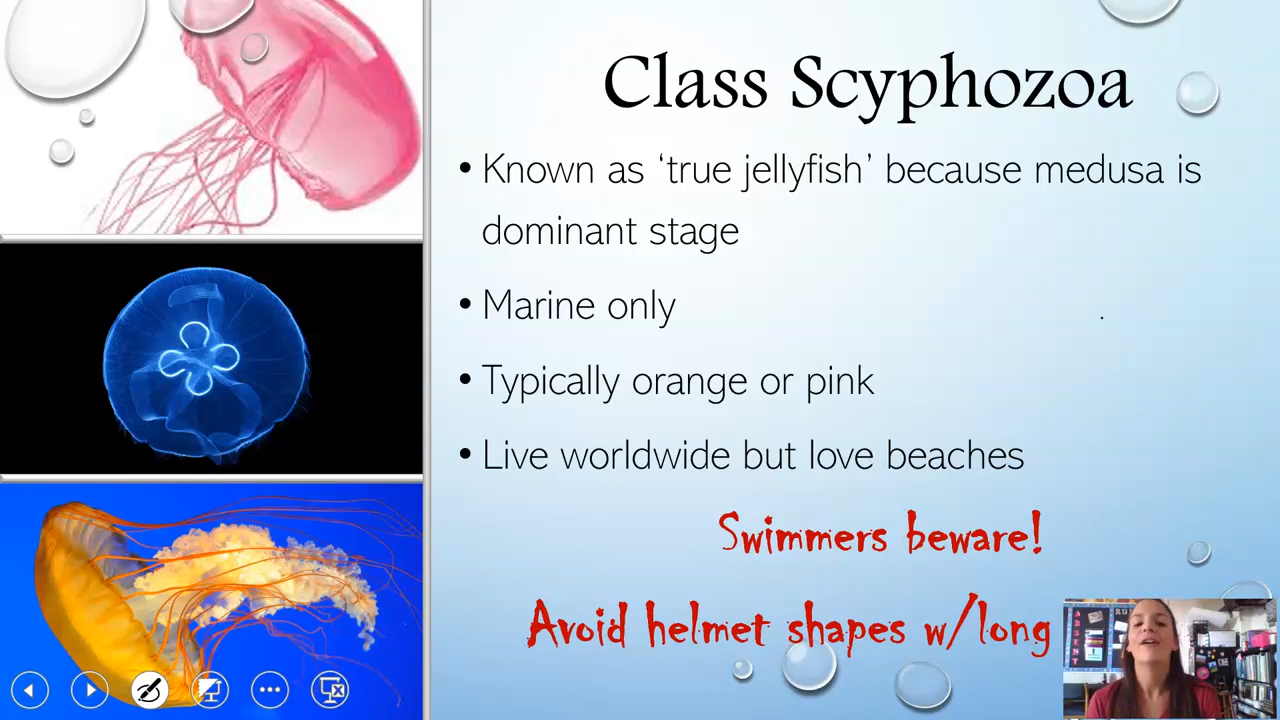 Class Scyphozoa
• Known as ‘true jellyfish’ because medusa is
dominant stage
• Marine only
• Typically orange or pink
• Live worldwide but love beaches
Swimmers beware!
Avoid helmet shapes w/long
ABSENT